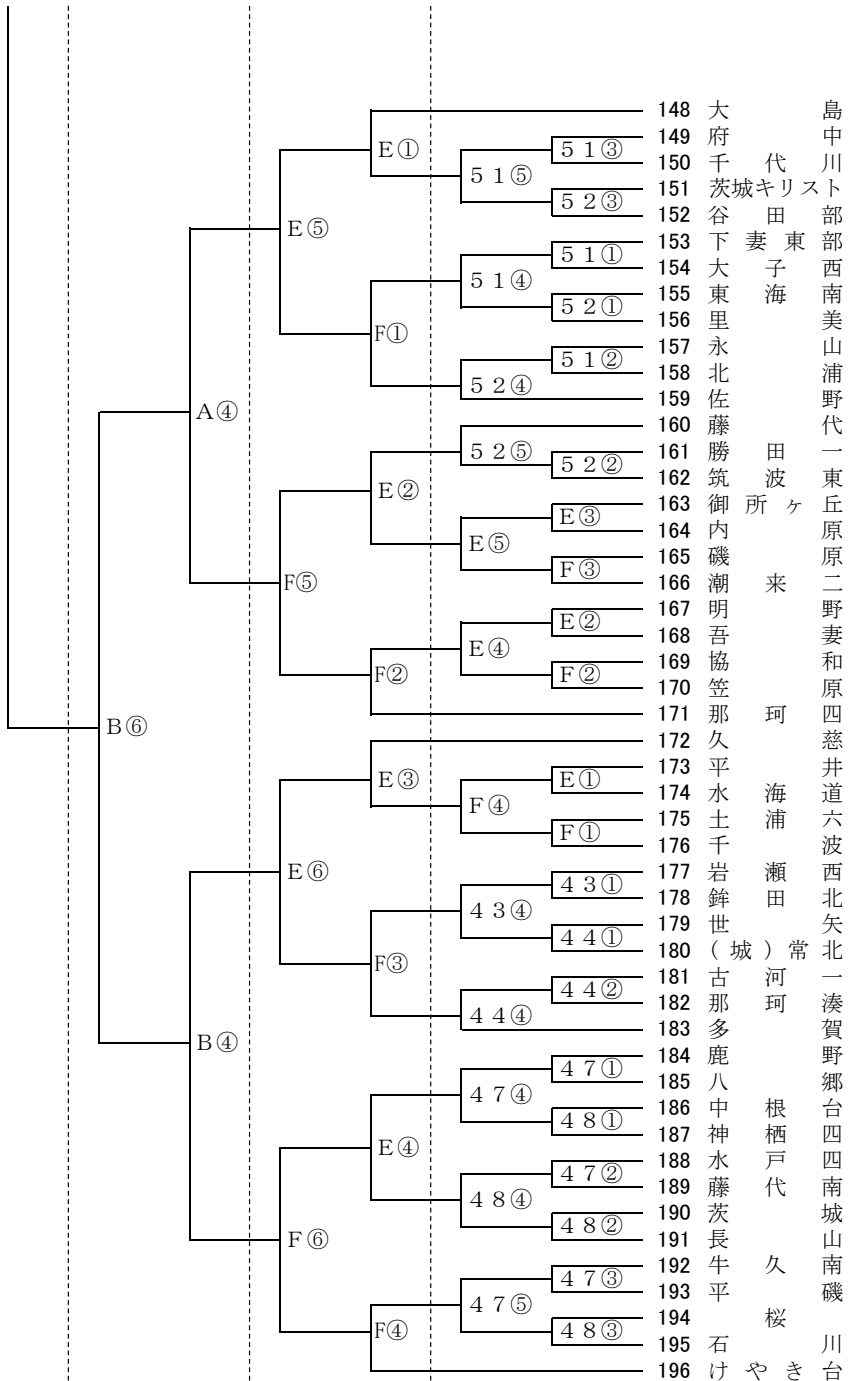 148 大島
149 府中
E① 51③
150 千代川
51⑤
151 茨城キリスト
52③
152 谷田部
E⑤
153 下妻東部
51①
154 大子西
51④
155 東海南
52①
156 里美
F①
157 永山
51②
158 北浦
52④
159 佐野
A④
160 藤代
52⑤
161 勝田一
52②
162 筑波東
E②
163 御所ヶ丘
E③
164 内原
E⑤
165 磯原
F③
166 潮来二
F⑤
167 明野
E②
168 吾妻
E④
169 協和
F②
170 笠原
F②
171 那珂四
B⑥
172 久慈
173 平井
E③ E①
174 水海道
F④
175 土浦六
F①
176 千波
E⑥
177 岩瀬西
43①
178 鉾田北
43④
179 世矢
44①
180 (城)常北
F③
181 古河一
44②
182 那珂湊
44④
183 多賀
B④
184 鹿野
47①
185 八郷
47④
186 中根台
48①
187 神栖四
E④
188 水戸四
47②
189 藤代南
48④
190 茨城
48②
191 長山
F⑥
192 牛久南
47③
193 平磯
47⑤
194 桜
F④ 48③
195 石川
196 けやき台